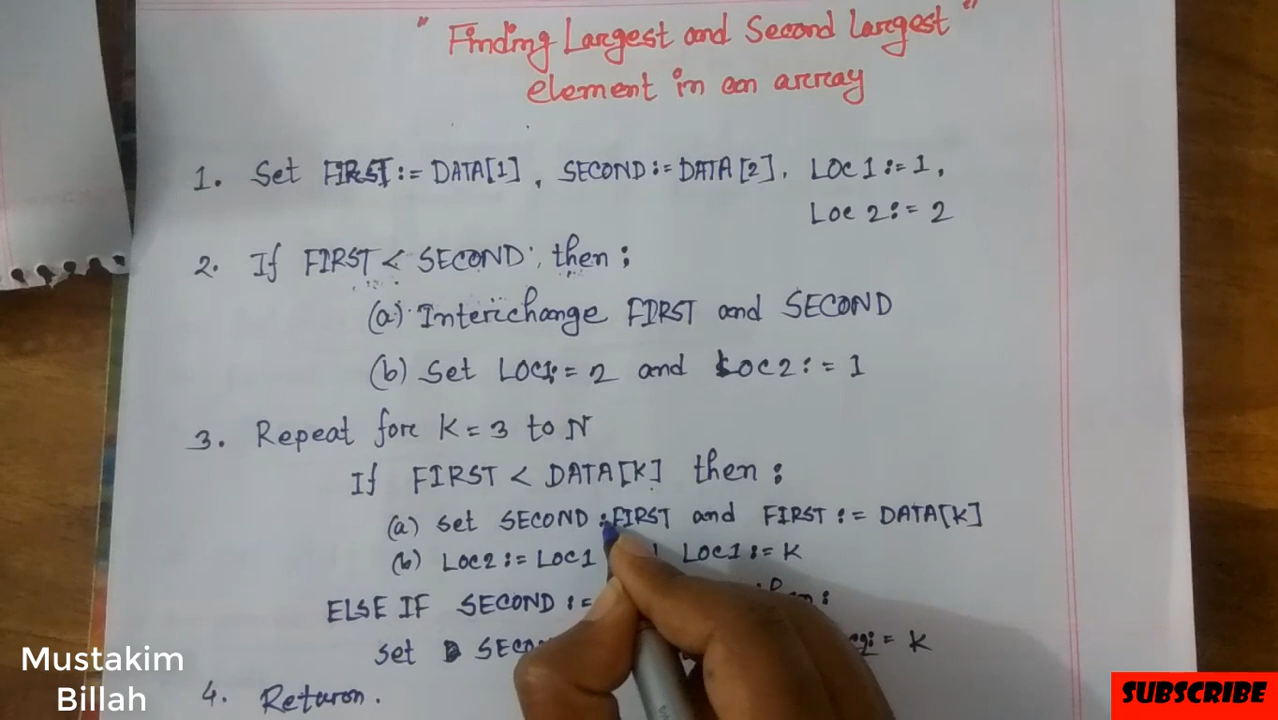 " Finding Largest and Second largest "
element in an array
1. Set FIRST := DATA[1], SECOND := DATA[2], LOC1 := 1,
Loc 2 := 2
2. If FIRST < SECOND, then :
(a) Interchange FIRST and SECOND
(b) Set LOC1 := 2 and Loc2 := 1
3. Repeat for K = 3 to N
If FIRST < DATA[K] then :
(a) Set SECOND : FIRST and FIRST := DATA[K]
(b) LOC2 := LOC1 LOC1 := K
ELSE IF SECOND :=
Set = K
4. Return.
Mustakim
Billah
SUBSCRIBE